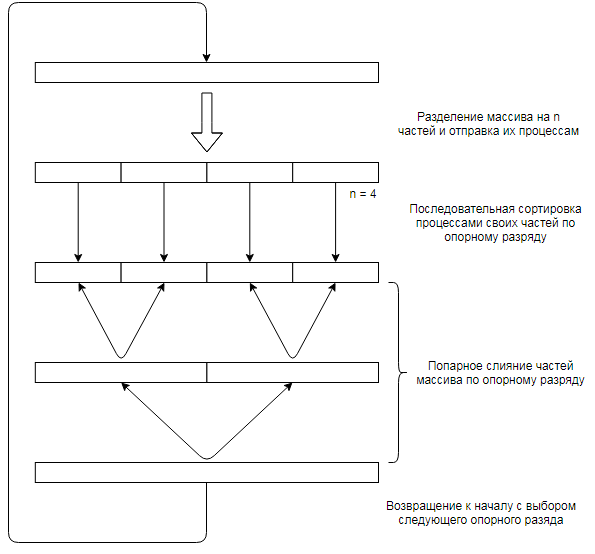 Разделение массива на n
частей и отправка их процессам
n = 4
Последовательная сортировка
процессами своих частей по
опорному разряду
Попарное слияние частей
массива по опорному разряду
Возвращение к началу с выбором
следующего опорного разяда